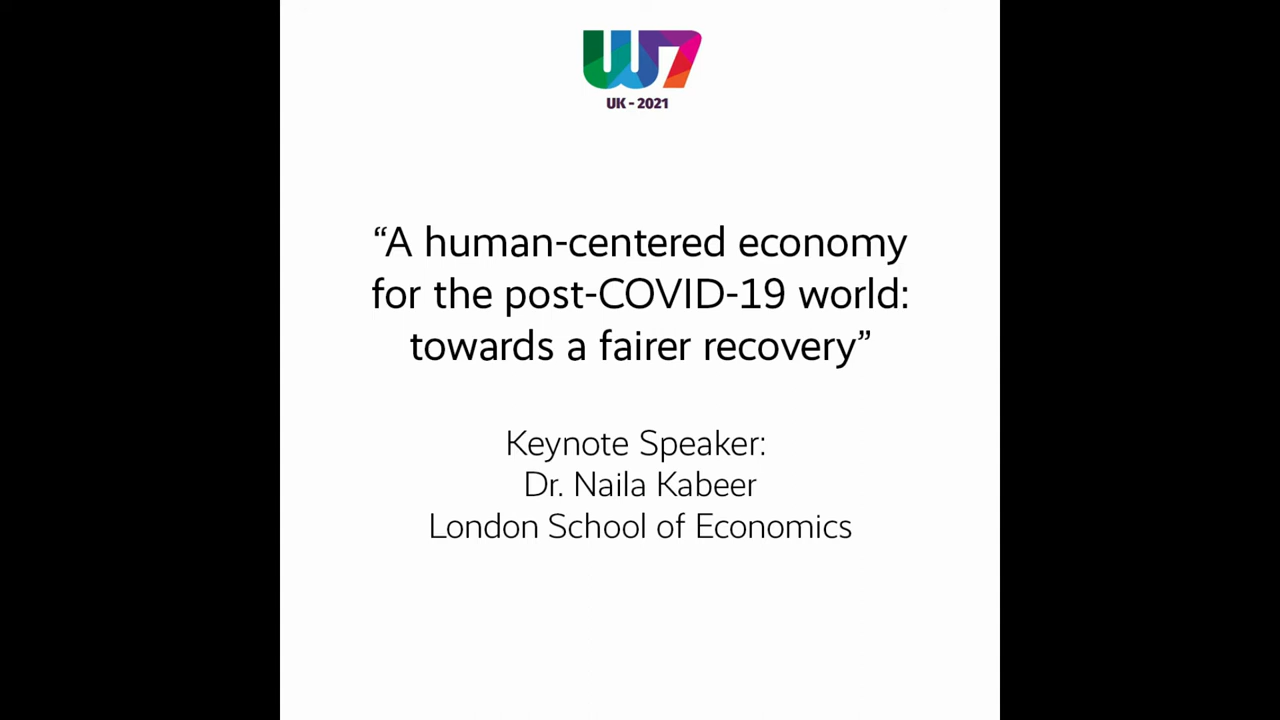 W7
UK - 2021
“A human-centered economy
for the post-COVID-19 world:
towards a fairer recovery”
Keynote Speaker:
Dr. Naila Kabeer
London School of Economics